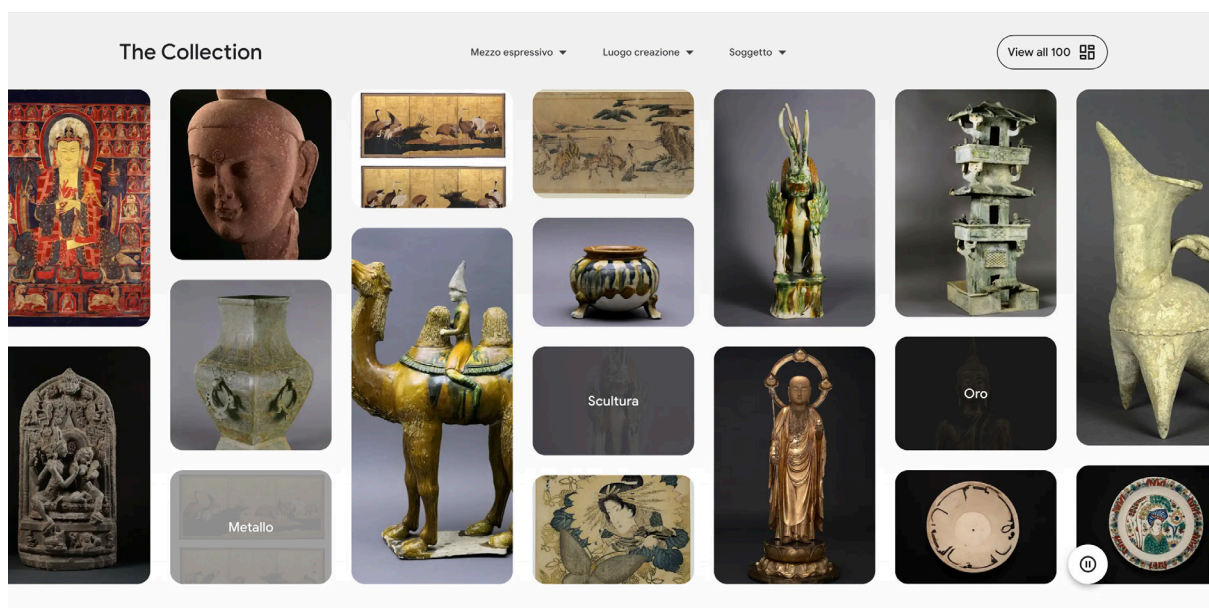 The Collection
Mezzo espressivo
Luogo creazione
Soggetto
View all 100
Scultura
Oro
Metallo